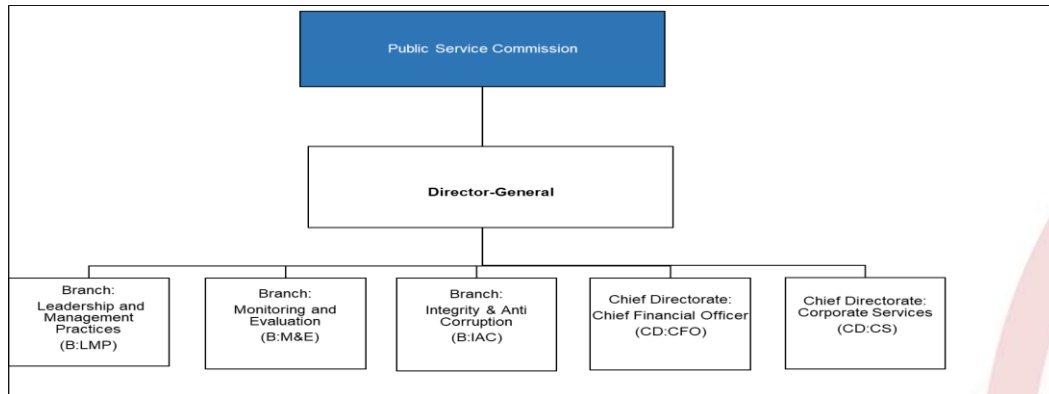 Public Service Commission
Director-General
Branch:
Leadership and
Management
Practices
(B:LMP)
Branch:
Monitoring and
Evaluation
(B:M&E)
Branch:
Integrity & Anti
Corruption
(B:IAC)
Chief Directorate:
Chief Financial Officer
(CD:CFO)
Chief Directorate:
Corporate Services
(CD:CS)